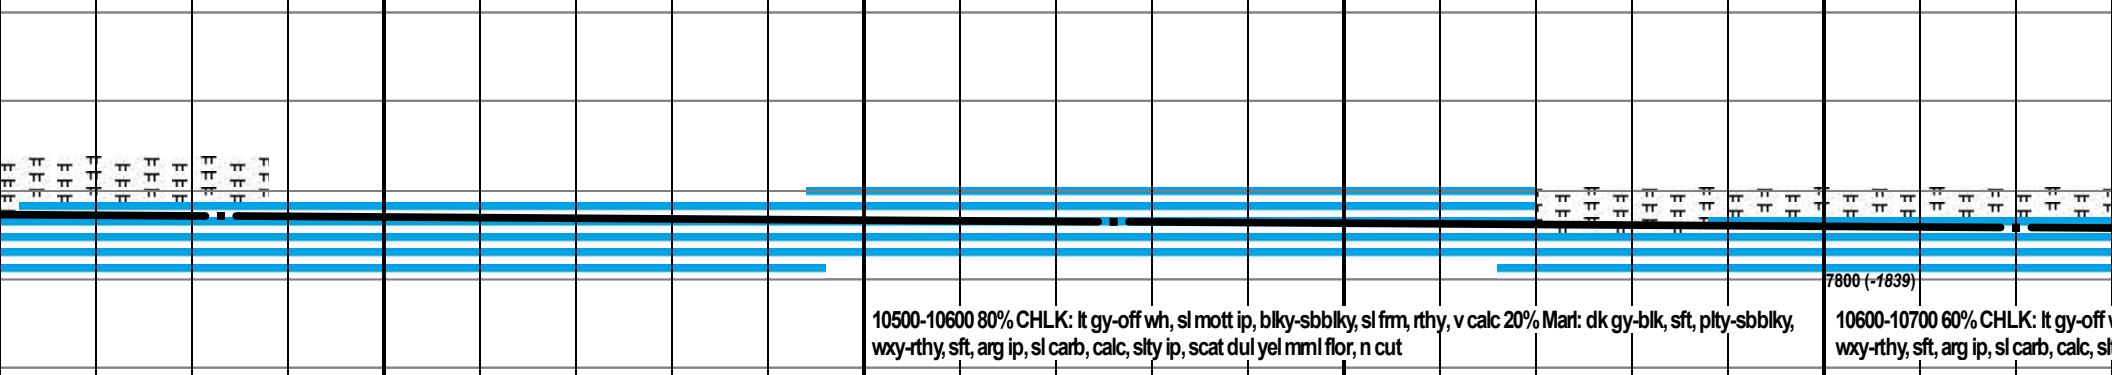 7800 (-1839)
10500-10600 80% CHLK: lt gy-off wh, sl mott ip, blky-sbblky, sl frm, rthy, v calc 20% Marl: dk gy-blk, sft, plty-sbblky,
wxy-rthy, sft, arg ip, sl carb, calc, slty ip, scat dul yel mrnl flor, n cut
10600-10700 60% CHLK: lt gy-off
wxy-rthy, sft, arg ip, sl carb, calc,